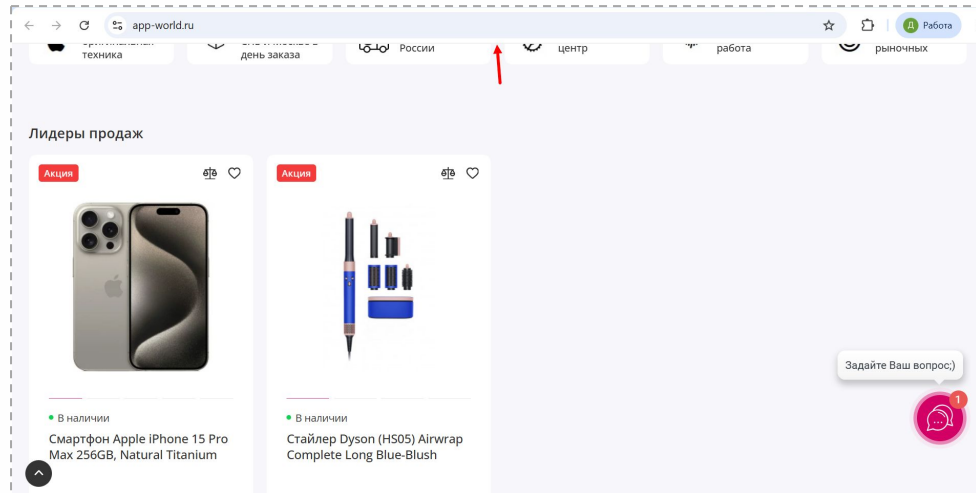 app-world.ru
Д Работа
техника
день заказа
России
центр
работа
рыночных
Лидеры продаж
Акция
Акция
Задайте Ваш вопрос;)
1
В наличии
В наличии
Смартфон Apple iPhone 15 Pro
Max 256GB, Natural Titanium
Стайлер Dyson (HS05) Airwrap
Complete Long Blue-Blush